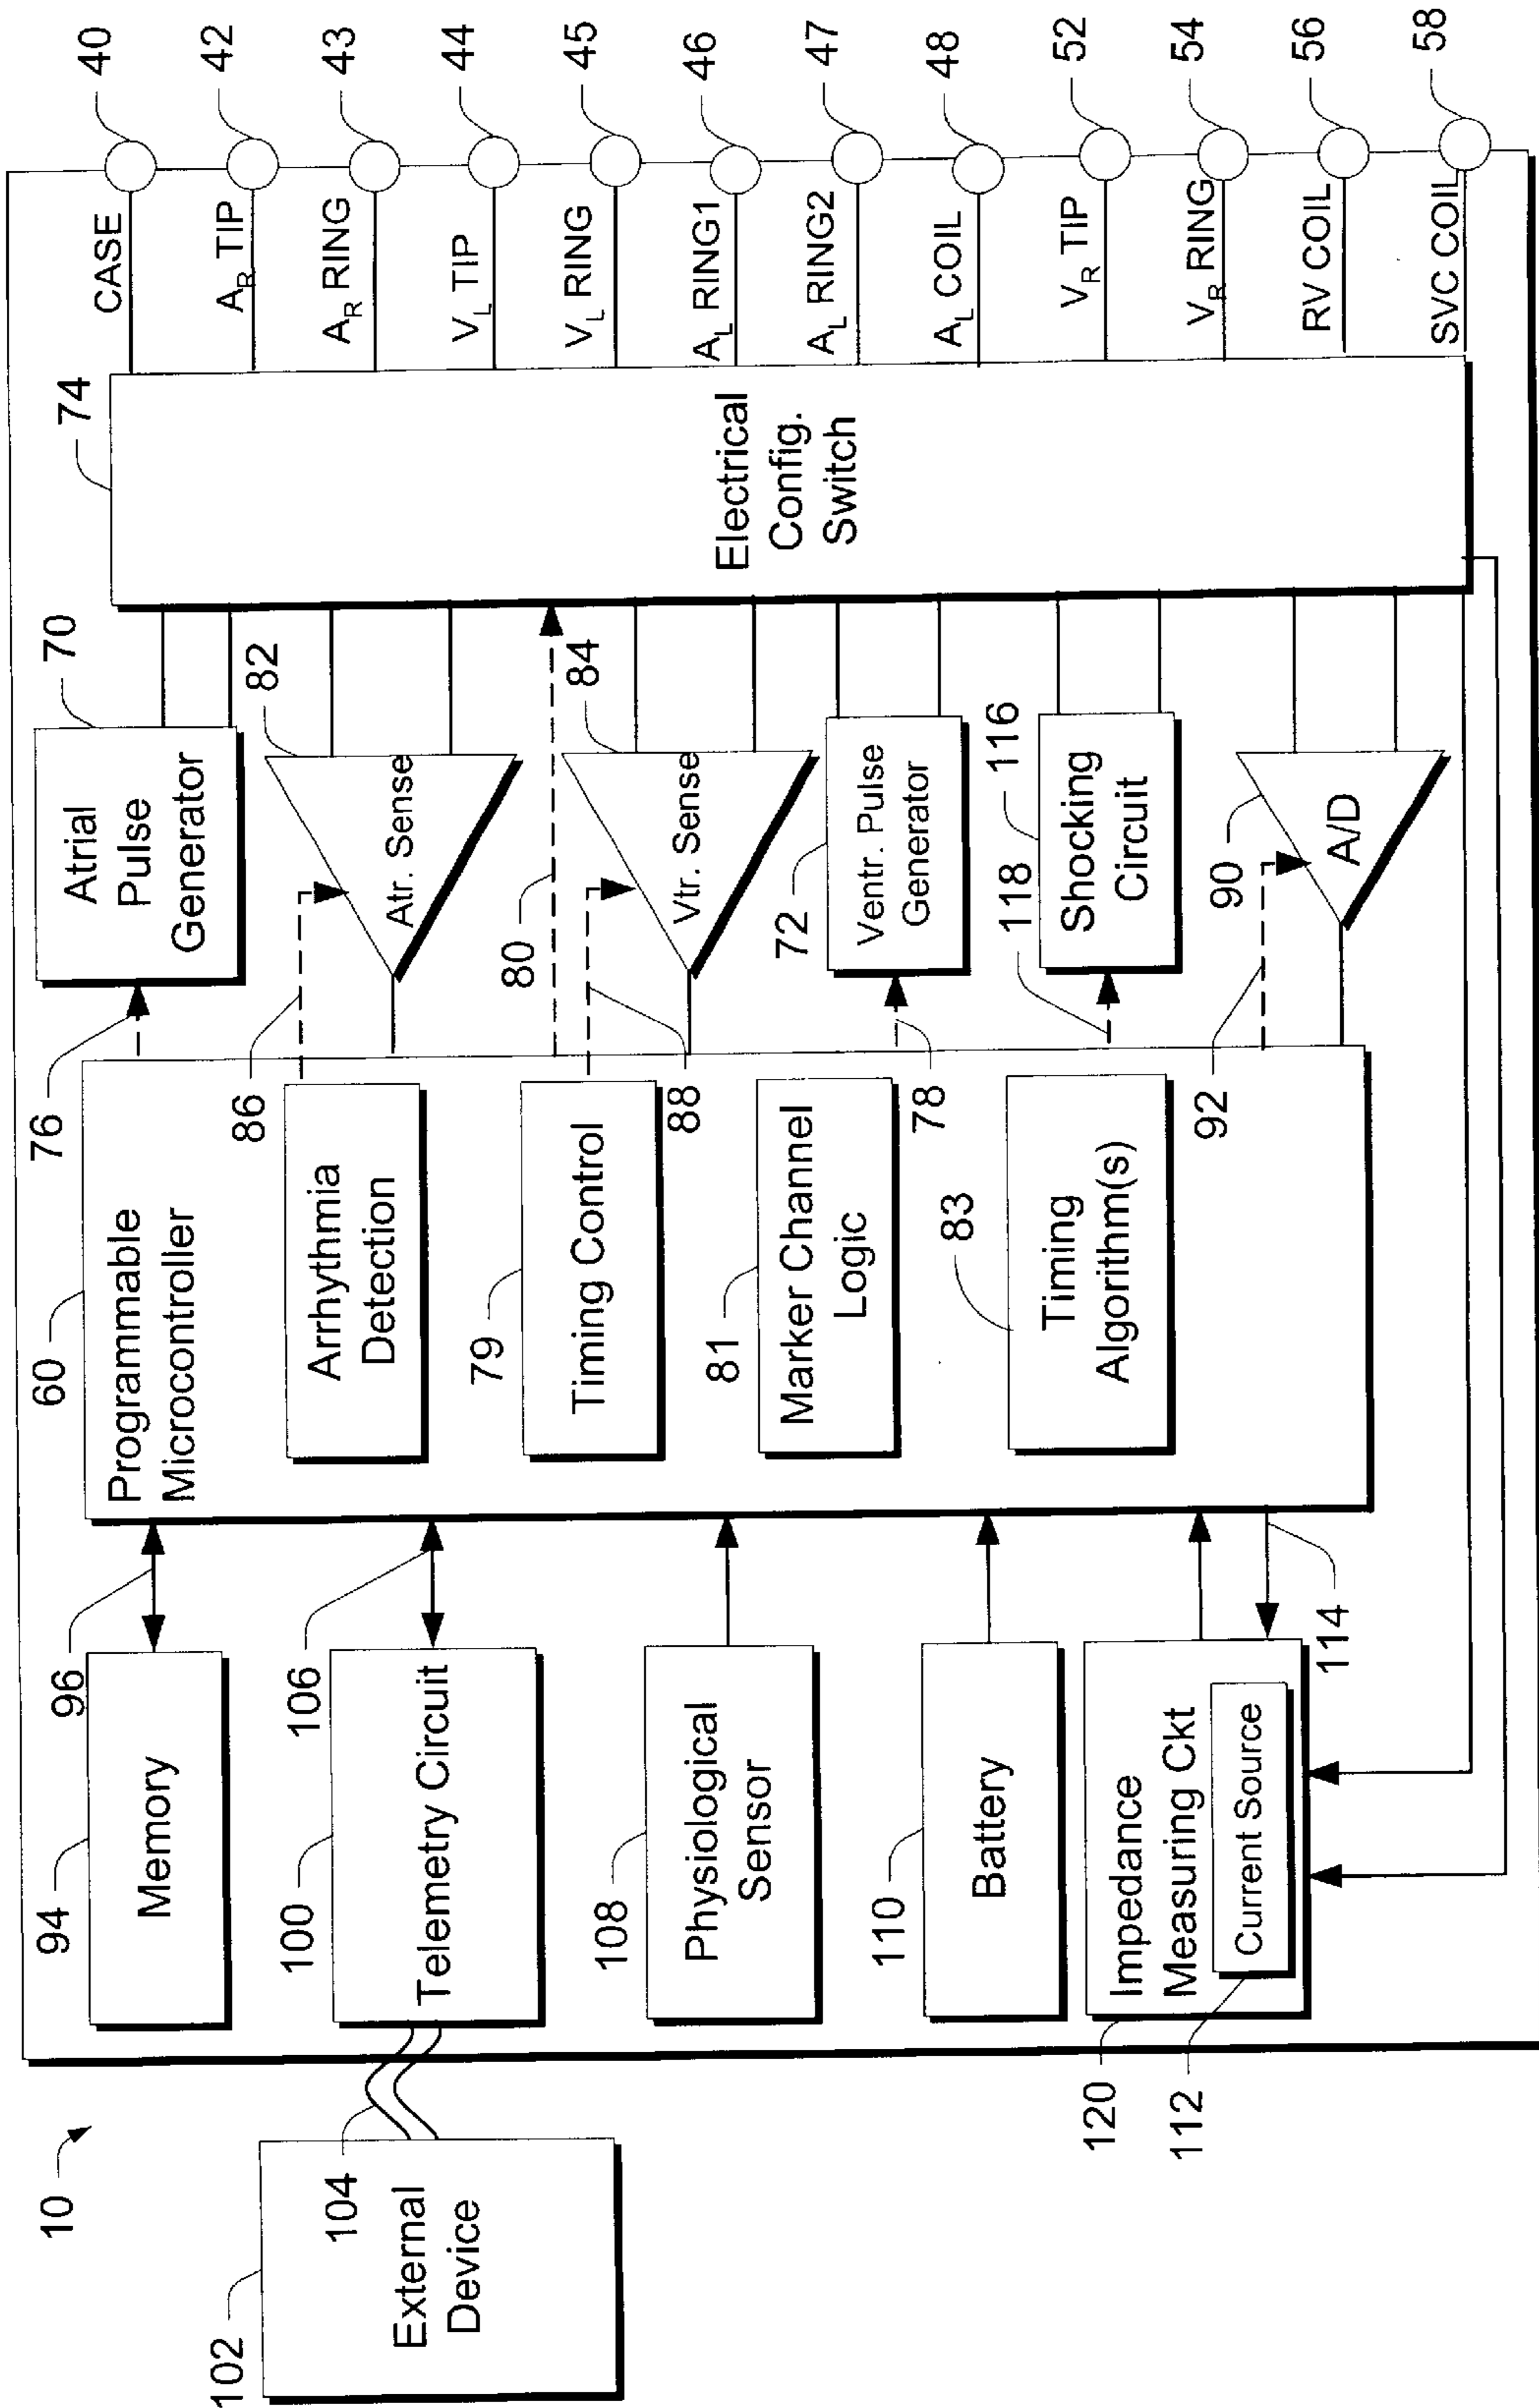 10
102
External
Device
104
94
Memory
96
100
Telemetry Circuit
106
108
Physiological
Sensor
110
Battery
120
Impedance
Measuring Ckt
Current Source
112
114
60
Programmable
Microcontroller
Arrhythmia
Detection
79
Timing Control
81
Marker Channel
Logic
83
Timing
Algorithm(s)
76
86
80
88
78
118
92
70
Atrial
Pulse
Generator
82
Atr. Sense
84
Vtr. Sense
72
Ventr. Pulse
Generator
116
Shocking
Circuit
90
A/D
74
Electrical
Config.
Switch
CASE 40
A_R TIP 42
A_R RING 43
V_L TIP 44
V_L RING 45
A_L RING1 46
A_L RING2 47
A_L COIL 48
V_R TIP 52
V_R RING 54
RV COIL 56
SVC COIL 58